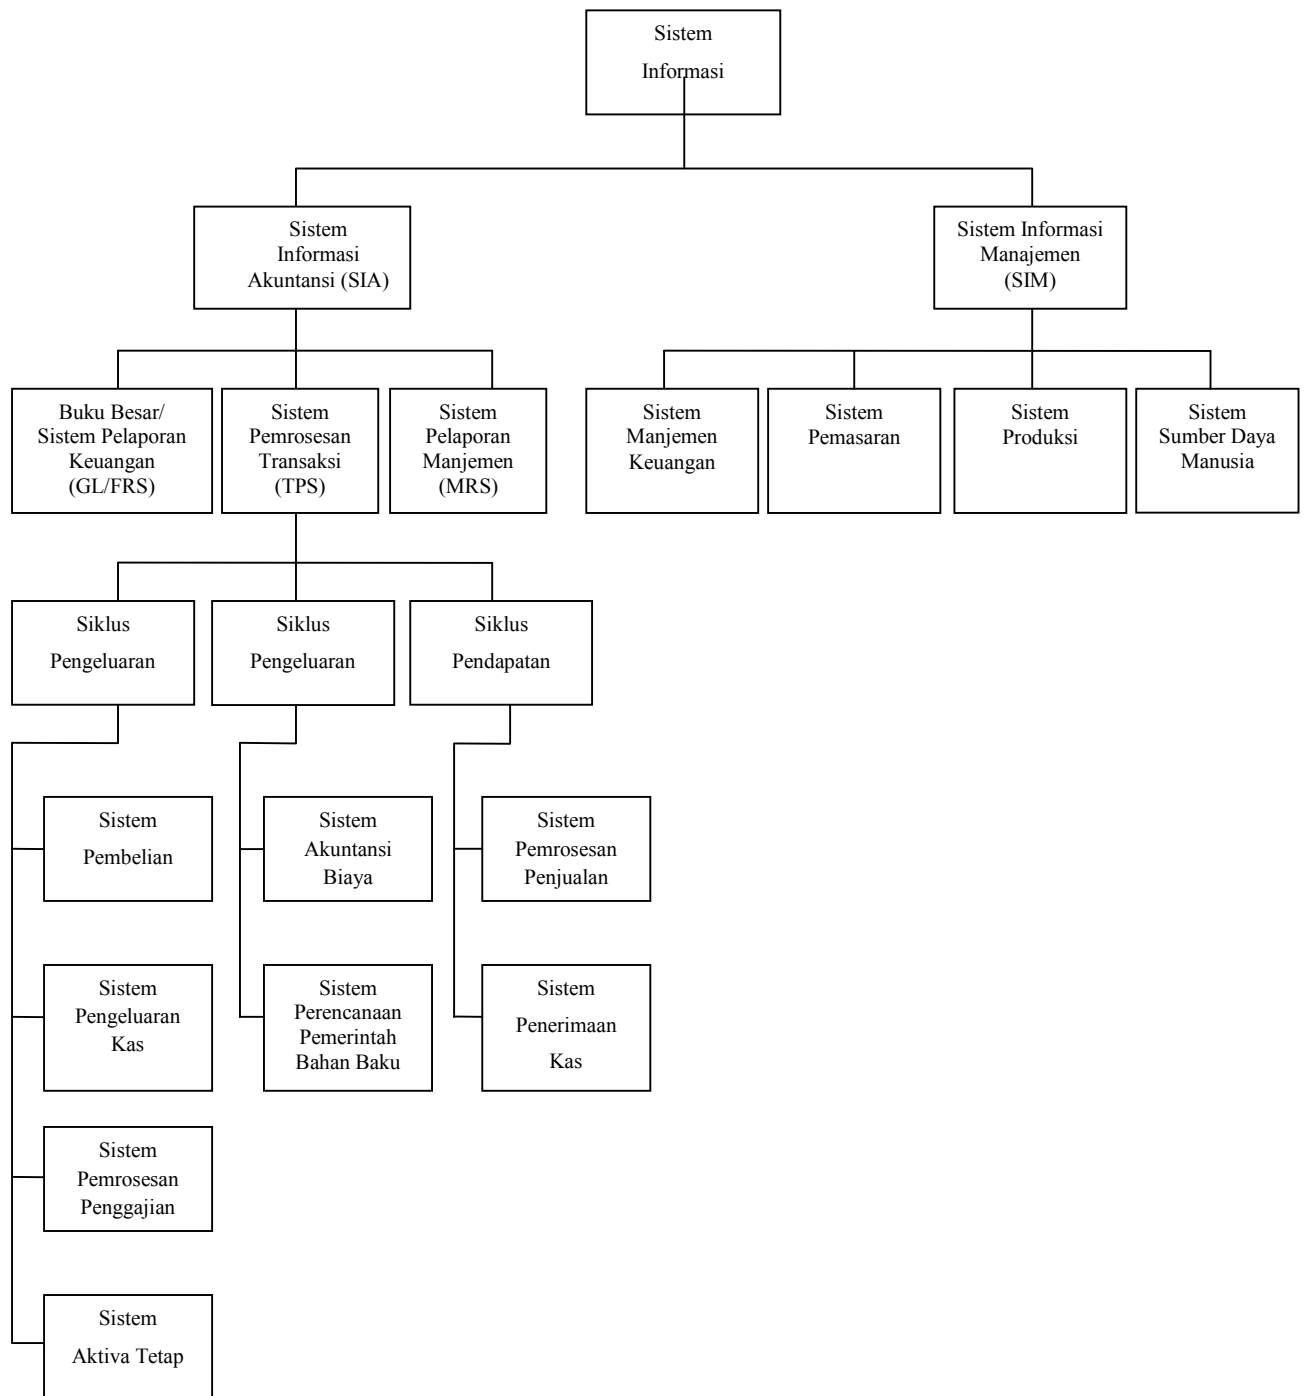 Sistem
Informasi
Sistem
Informasi
Akuntansi (SIA)
Sistem Informasi
Manajemen
(SIM)
Buku Besar/
Sistem Pelaporan
Keuangan
(GL/FRS)
Sistem
Pemrosesan
Transaksi
(TPS)
Sistem
Pelaporan
Manjemen
(MRS)
Sistem
Manjemen
Keuangan
Sistem
Pemasaran
Sistem
Produksi
Sistem
Sumber Daya
Manusia
Siklus
Pengeluaran
Siklus
Pengeluaran
Siklus
Pendapatan
Sistem
Pembelian
Sistem
Akuntansi
Biaya
Sistem
Pemrosesan
Penjualan
Sistem
Pengeluaran
Kas
Sistem
Perencanaan
Pemerintah
Bahan Baku
Sistem
Penerimaan
Kas
Sistem
Pemrosesan
Penggajian
Sistem
Aktiva Tetap